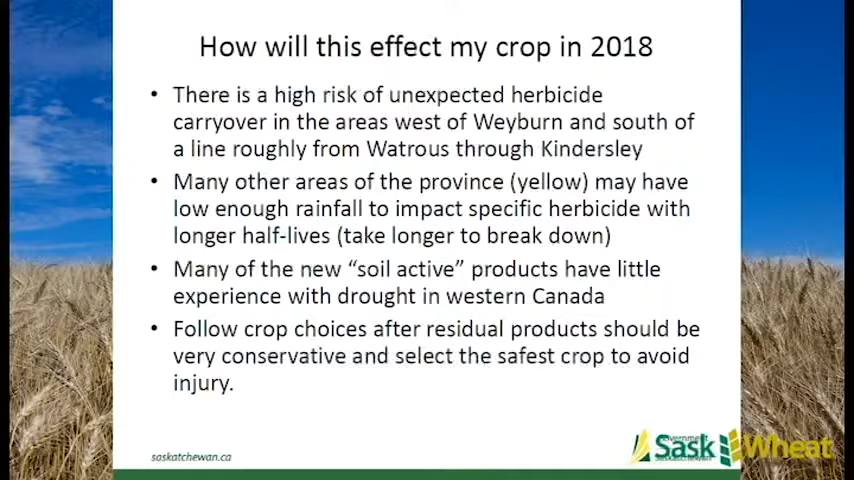 How will this effect my crop in 2018
• There is a high risk of unexpected herbicide
carryover in the areas west of Weyburn and south of
a line roughly from Watrous through Kindersley
• Many other areas of the province (yellow) may have
low enough rainfall to impact specific herbicide with
longer half-lives (take longer to break down)
• Many of the new “soil active” products have little
experience with drought in western Canada
• Follow crop choices after residual products should be
very conservative and select the safest crop to avoid
injury.
saskatchewan.ca
Sask Wheat